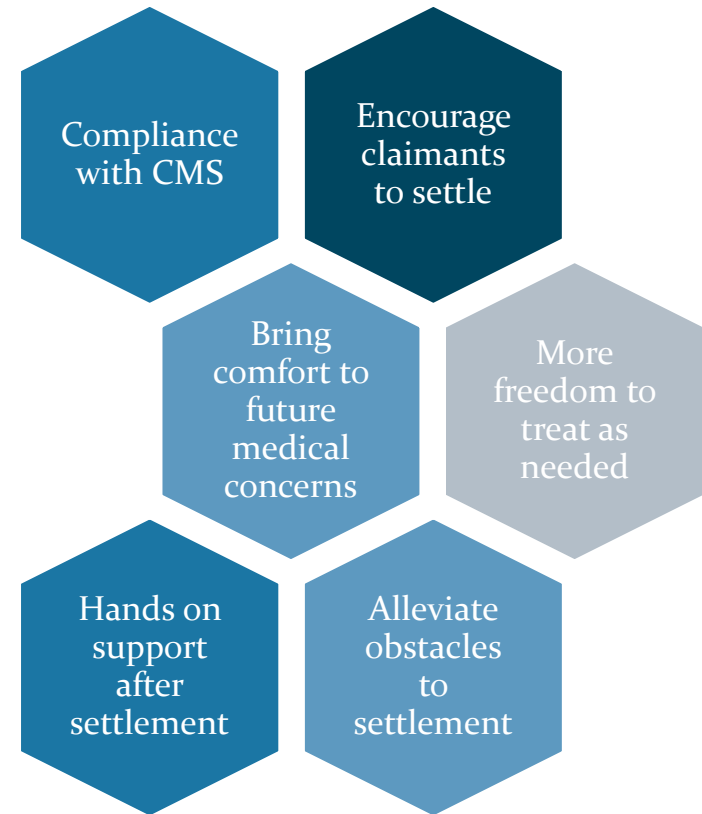 Compliance
with CMS
Encourage
claimants
to settle
Bring
comfort to
future
medical
concerns
More
freedom to
treat as
needed
Hands on
support
after
settlement
Alleviate
obstacles
to
settlement